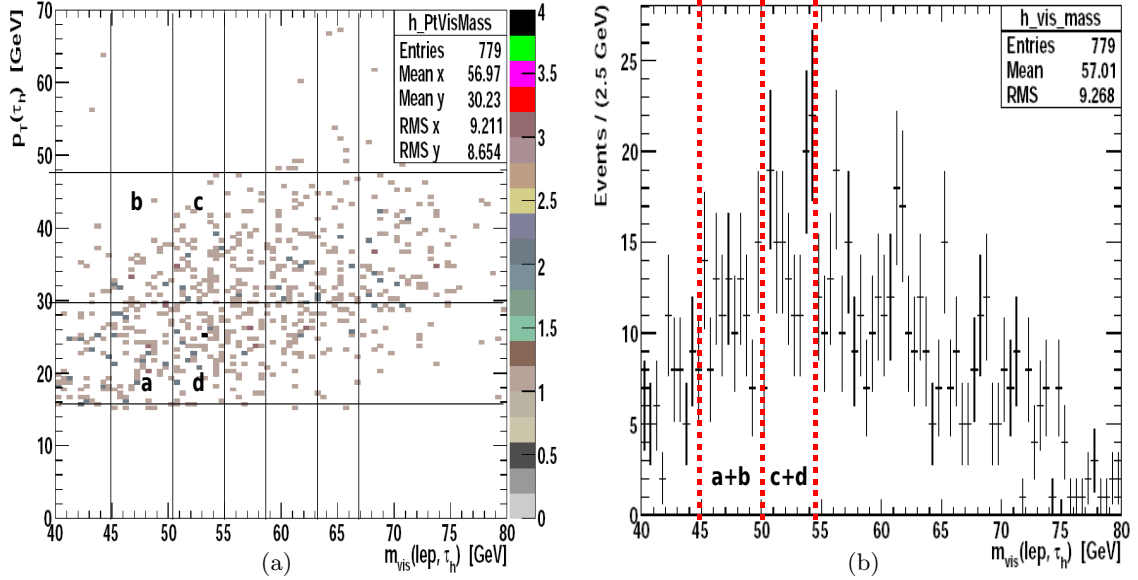 h_PtVisMass
Entries 779
Mean x 56.97
Mean y 30.23
RMS x 9.211
RMS y 8.654
p_T(τ_h) [GeV]
70
60
50
40
30
20
10
0
b c
a d
40 45 50 55 60 65 70 75 80
m_vis(lep, τ_h) [GeV]
4
3.5
3
2.5
2
1.5
1
0.5
0
(a)
h_vis_mass
Entries 779
Mean 57.01
RMS 9.268
Events / (2.5 GeV)
25
20
15
10
5
0
a+b c+d
40 45 50 55 60 65 70 75 80
m_vis(lep, τ_h) [GeV]
(b)